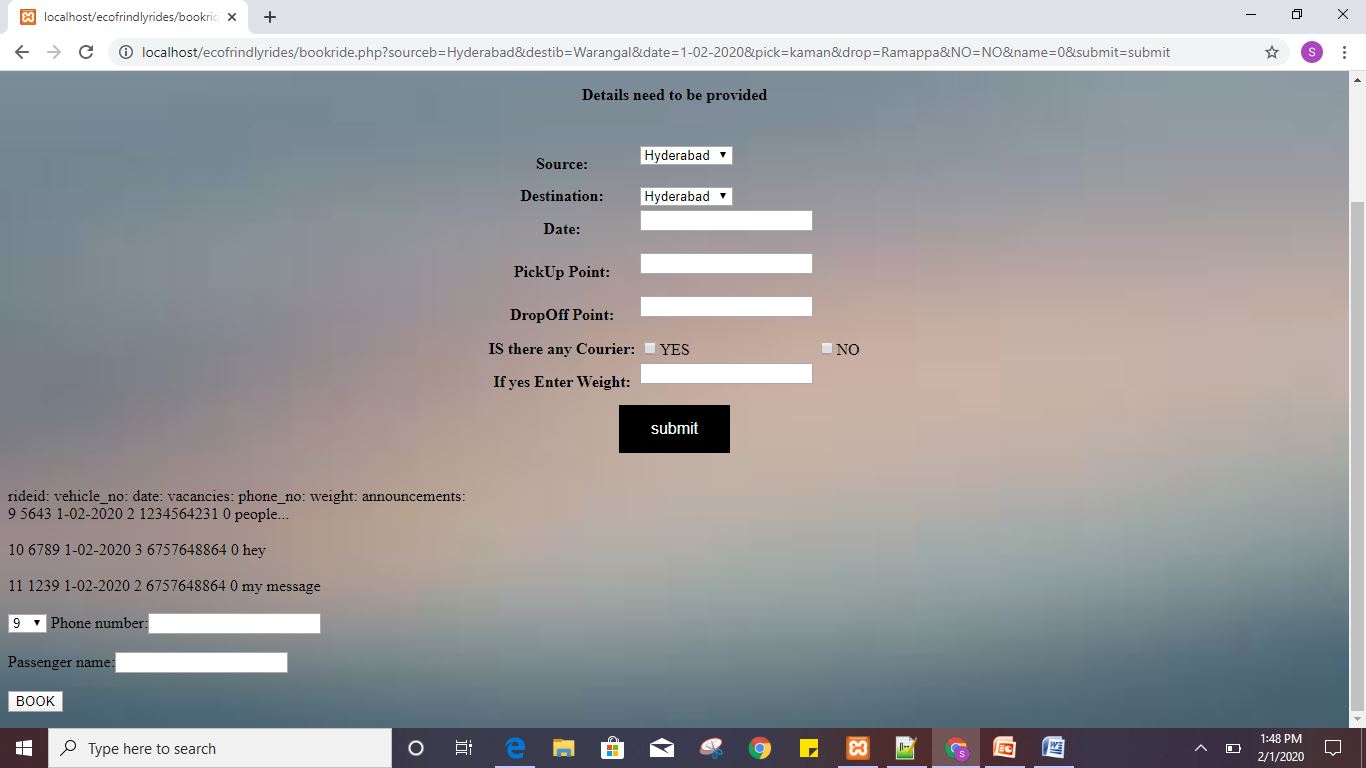 localhost/ecofrindlyrides/bookric
localhost/ecofrindlyrides/bookride.php?sourceb=Hyderabad&destib=Warangal&date=1-02-2020&pick=kaman&drop=Ramappa&NO=NO&name=0&submit=submit
S
Details need to be provided
Source: Hyderabad
Destination: Hyderabad
Date:
PickUp Point:
DropOff Point:
IS there any Courier: YES NO
If yes Enter Weight:
submit
rideid: vehicle_no: date: vacancies: phone_no: weight: announcements:
9 5643 1-02-2020 2 1234564231 0 people...
10 6789 1-02-2020 3 6757648864 0 hey
11 1239 1-02-2020 2 6757648864 0 my message
9 Phone number:
Passenger name:
BOOK
Type here to search
1:48 PM
2/1/2020